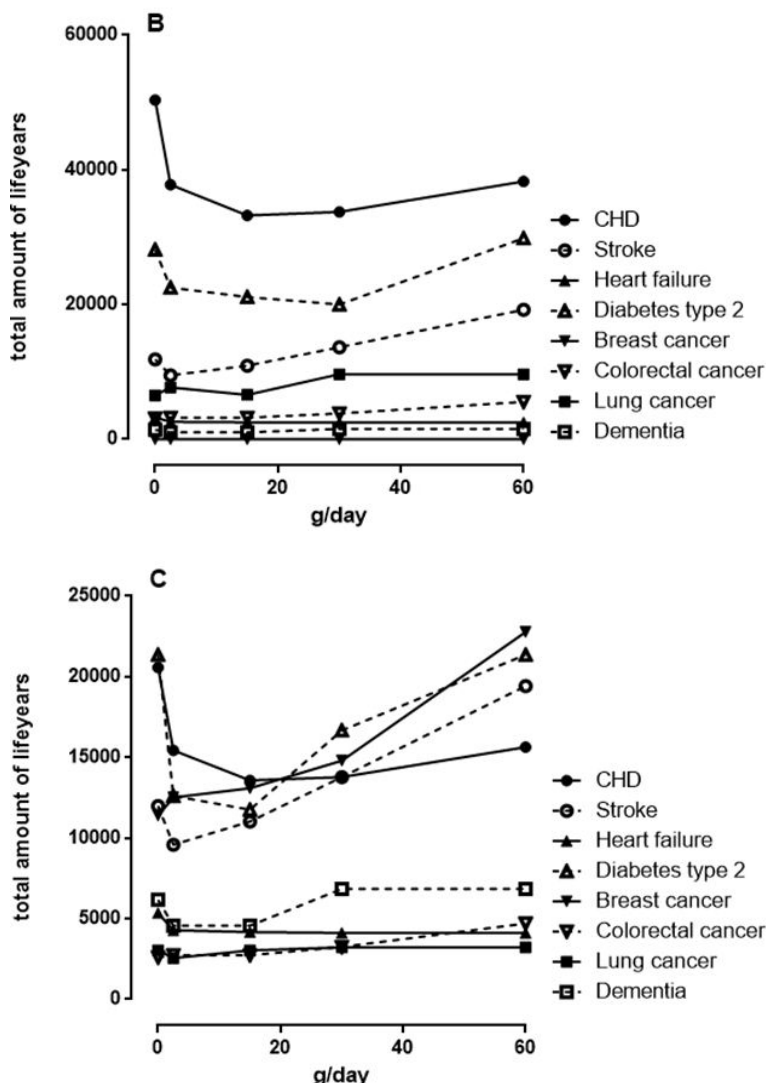 B
total amount of lifeyears
60000
40000
20000
0
0 20 40 60
g/day
CHD
Stroke
Heart failure
Diabetes type 2
Breast cancer
Colorectal cancer
Lung cancer
Dementia
C
total amount of lifeyears
25000
20000
15000
10000
5000
0
0 20 40 60
g/day
CHD
Stroke
Heart failure
Diabetes type 2
Breast cancer
Colorectal cancer
Lung cancer
Dementia